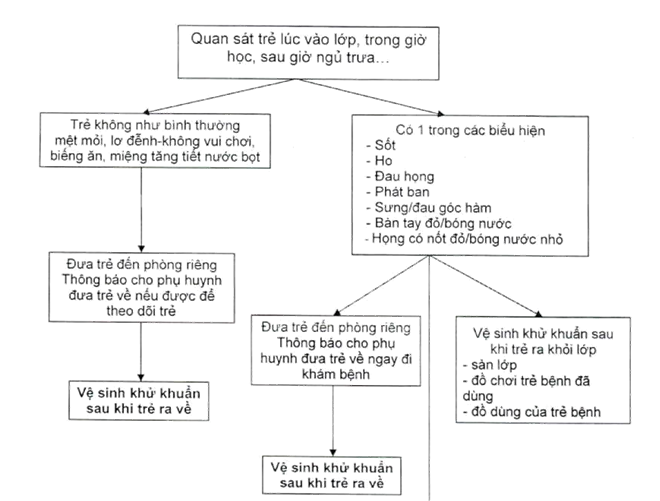 Quan sát trẻ lúc vào lớp, trong giờ
học, sau giờ ngủ trưa...
Trẻ không như bình thường
mệt mỏi, lơ đễnh-không vui chơi,
biếng ăn, miệng tăng tiết nước bọt
Có 1 trong các biểu hiện
- Sốt
- Ho
- Đau họng
- Phát ban
- Sưng/đau góc hàm
- Bàn tay đỏ/bóng nước
- Họng có nốt đỏ/bóng nước nhỏ
Đưa trẻ đến phòng riêng
Thông báo cho phụ huynh
đưa trẻ về nếu được để
theo dõi trẻ
Vệ sinh khử khuẩn
sau khi trẻ ra về
Đưa trẻ đến phòng riêng
Thông báo cho phụ
huynh đưa trẻ về ngay đi
khám bệnh
Vệ sinh khử khuẩn
sau khi trẻ ra về
Vệ sinh khử khuẩn sau
khi trẻ ra khỏi lớp
- sàn lớp
- đồ chơi trẻ bệnh đã
dùng
- đồ dùng của trẻ bệnh